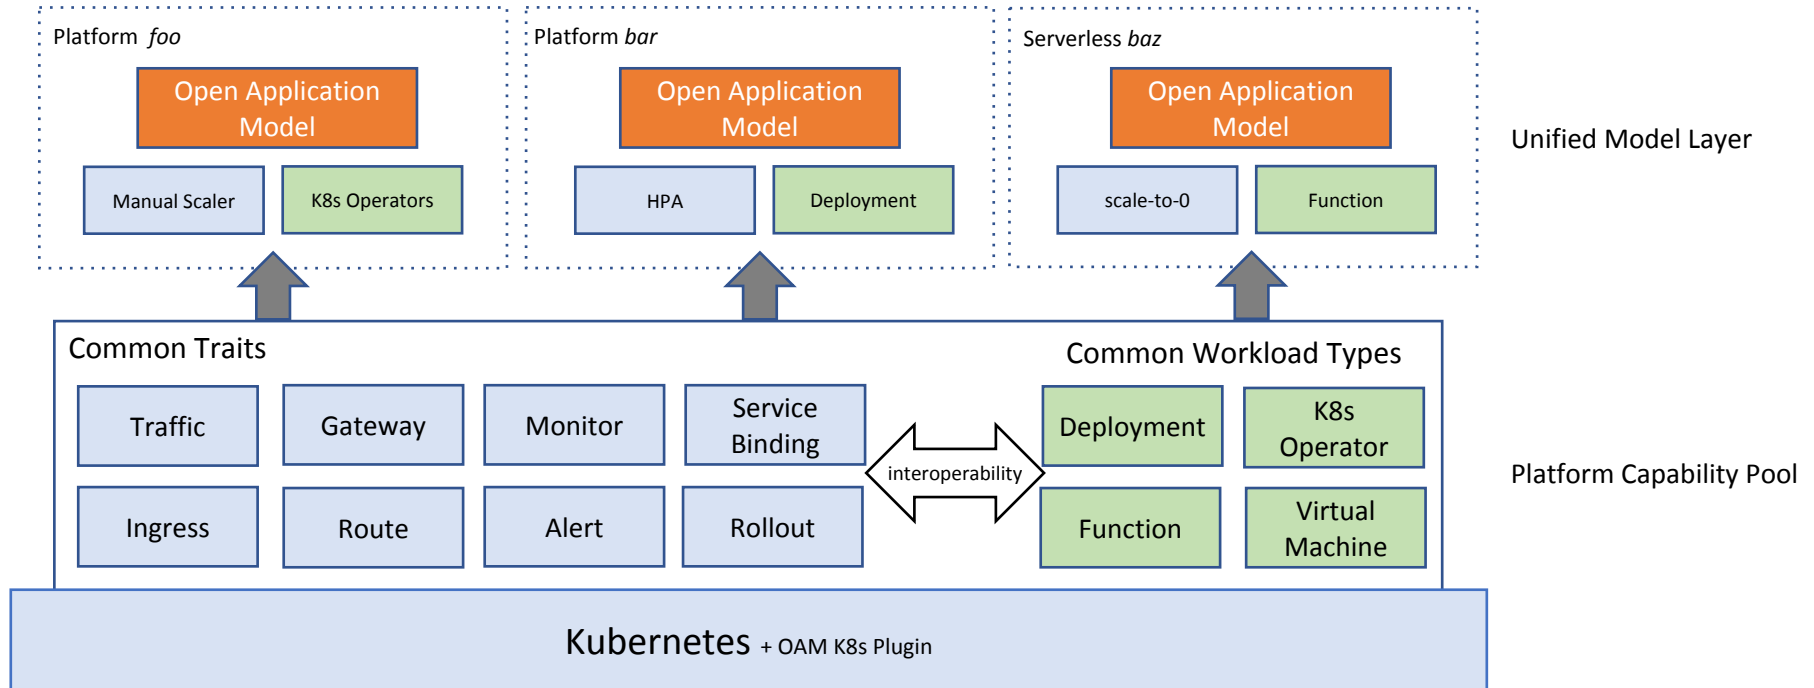 Platform foo
Open Application
Model
Manual Scaler
K8s Operators
Platform bar
Open Application
Model
HPA
Deployment
Serverless baz
Open Application
Model
scale-to-0
Function
Unified Model Layer
Common Traits
Traffic
Gateway
Monitor
Service
Binding
Ingress
Route
Alert
Rollout
interoperability
Common Workload Types
Deployment
K8s
Operator
Function
Virtual
Machine
Platform Capability Pool
Kubernetes + OAM K8s Plugin